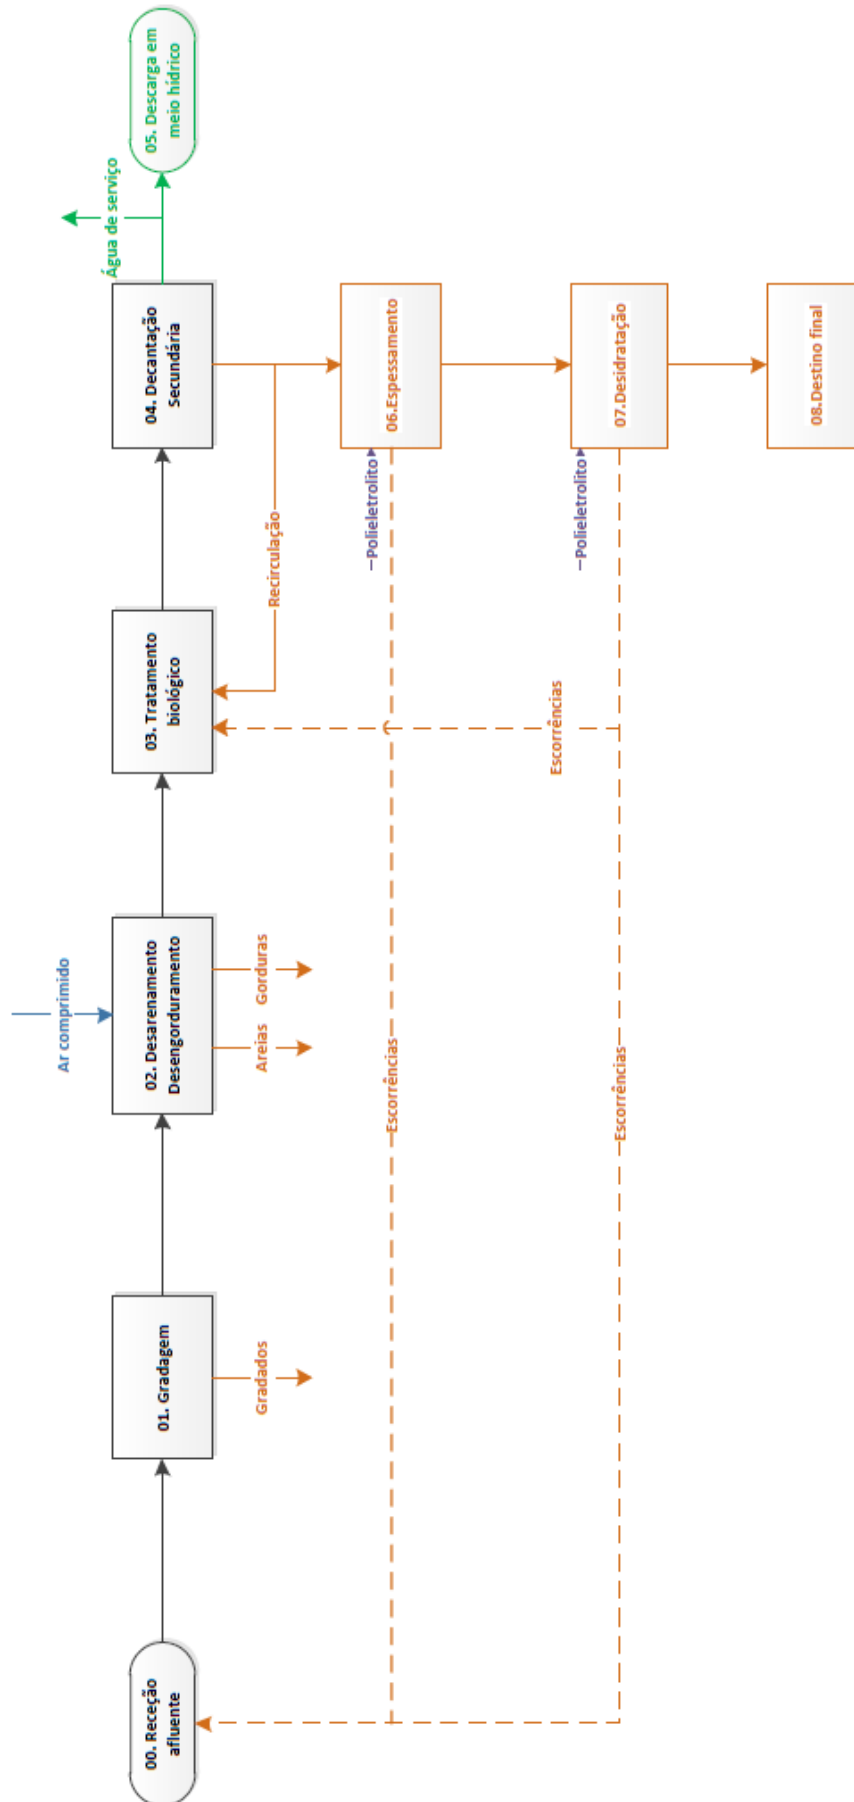 Ar comprimido
Água de serviço
00. Receção
afluente
01. Gradagem
02. Desarenamento
Desengorduramento
03. Tratamento
biológico
04. Decantação
Secundária
05. Descarga em
meio hídrico
Gradados
Areias
Gorduras
Recirculação
Polieletrolito
06.Espessamento
Escorrências
Escorrências
Polieletrolito
07.Desidratação
Escorrências
08.Destino final